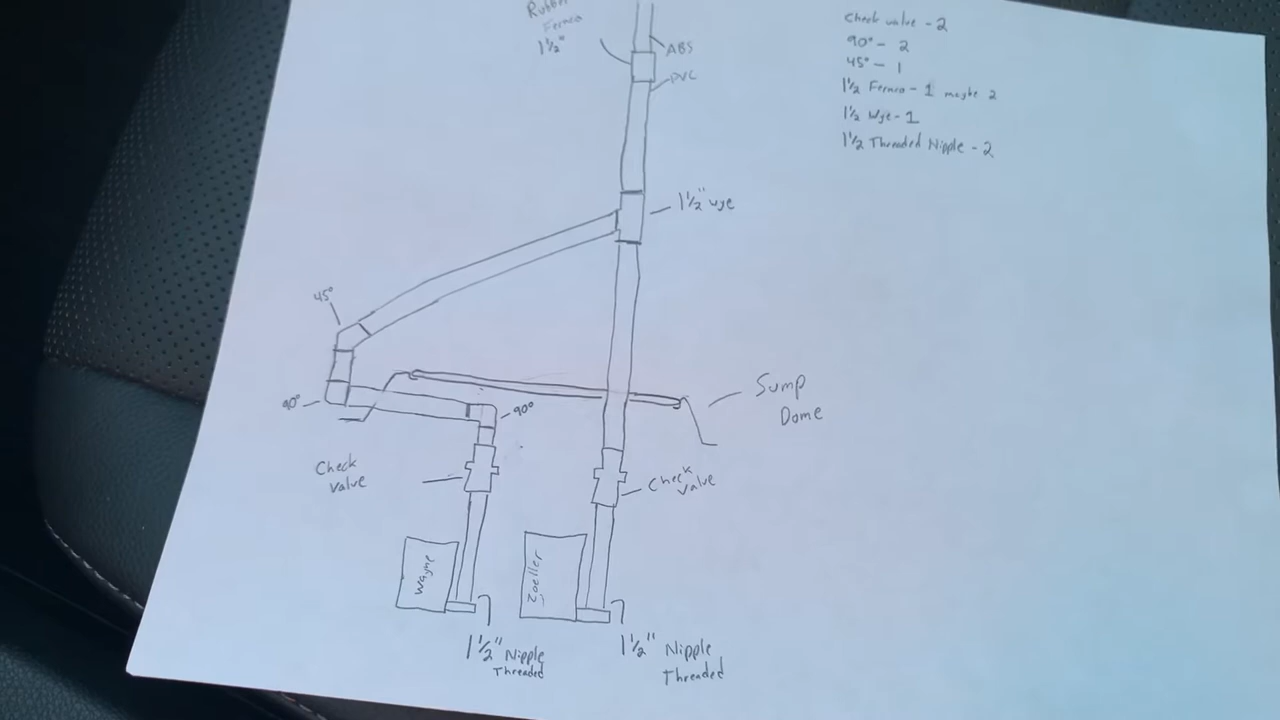 Rubber
Fernco
1½"
ABS
PVC
1½" wye
45°
90°
90°
Sump
Dome
Check
Valve
Check
Valve
Wayne
Zoeller
1½" Nipple
Threaded
1½" Nipple
Threaded
Check valve - 2
90° - 2
45° - 1
1½ Fernco - 1 maybe 2
1½ Wye - 1
1½ Threaded Nipple - 2